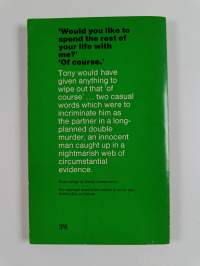 ‘Would you like to
spend the rest of
your life with
me?’
‘Of course.’
Tony would have
given anything to
wipe out that ‘of
course’ ... two casual
words which were to
incriminate him as
the partner in a long-
planned double
murder, an innocent
man caught up in a
nightmarish web of
circumstantial
evidence.